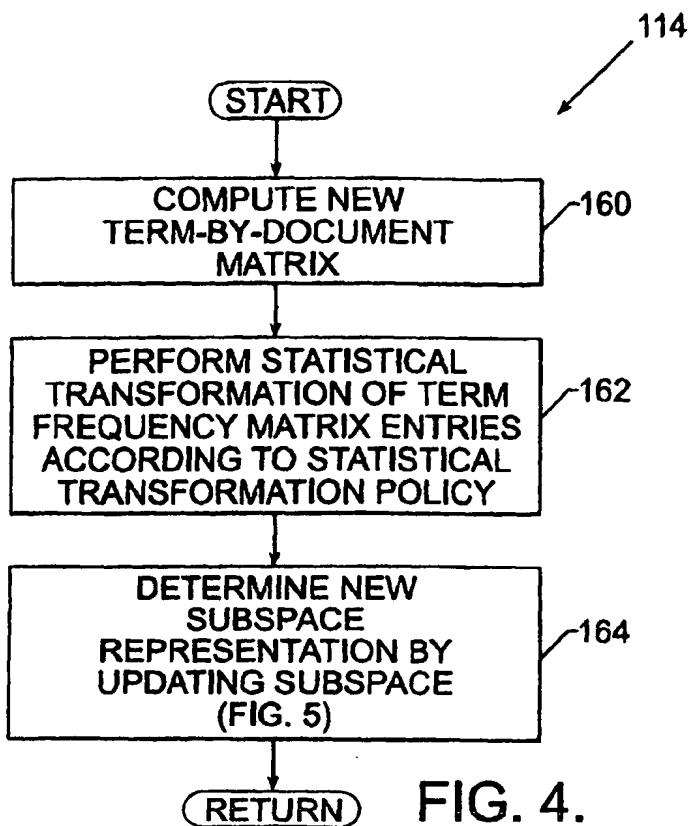 114
START
COMPUTE NEW
TERM-BY-DOCUMENT
MATRIX
160
PERFORM STATISTICAL
TRANSFORMATION OF TERM
FREQUENCY MATRIX ENTRIES
ACCORDING TO STATISTICAL
TRANSFORMATION POLICY
162
DETERMINE NEW
SUBSPACE
REPRESENTATION BY
UPDATING SUBSPACE
(FIG. 5)
164
RETURN
FIG. 4.